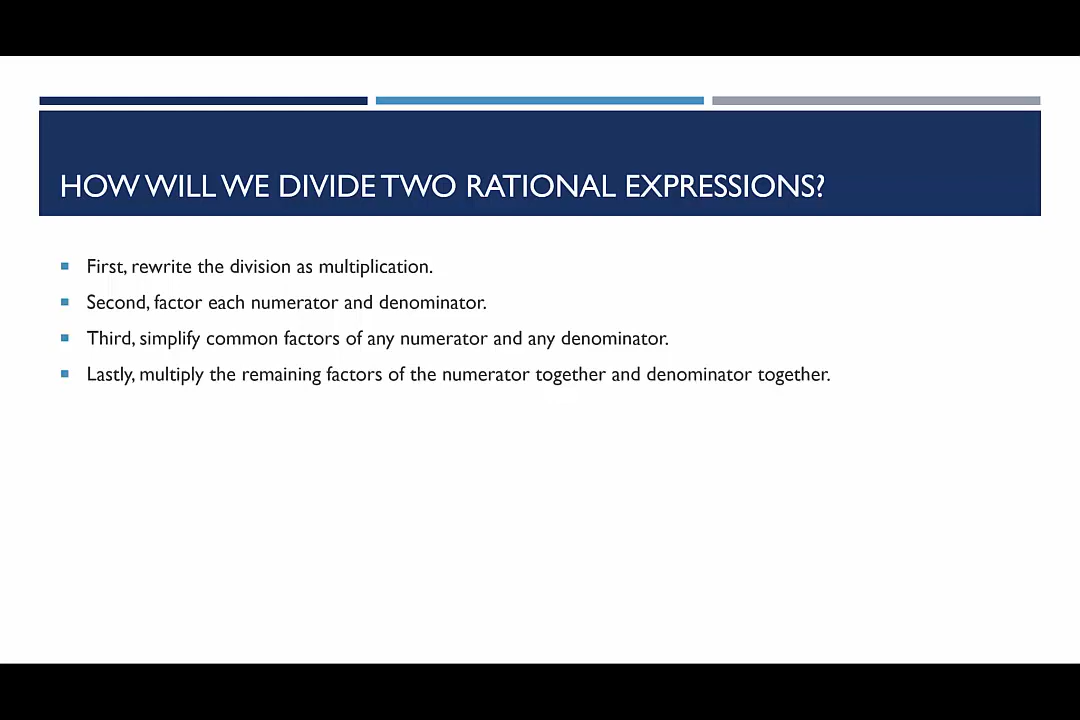 HOW WILL WE DIVIDE TWO RATIONAL EXPRESSIONS?
First, rewrite the division as multiplication.
Second, factor each numerator and denominator.
Third, simplify common factors of any numerator and any denominator.
Lastly, multiply the remaining factors of the numerator together and denominator together.